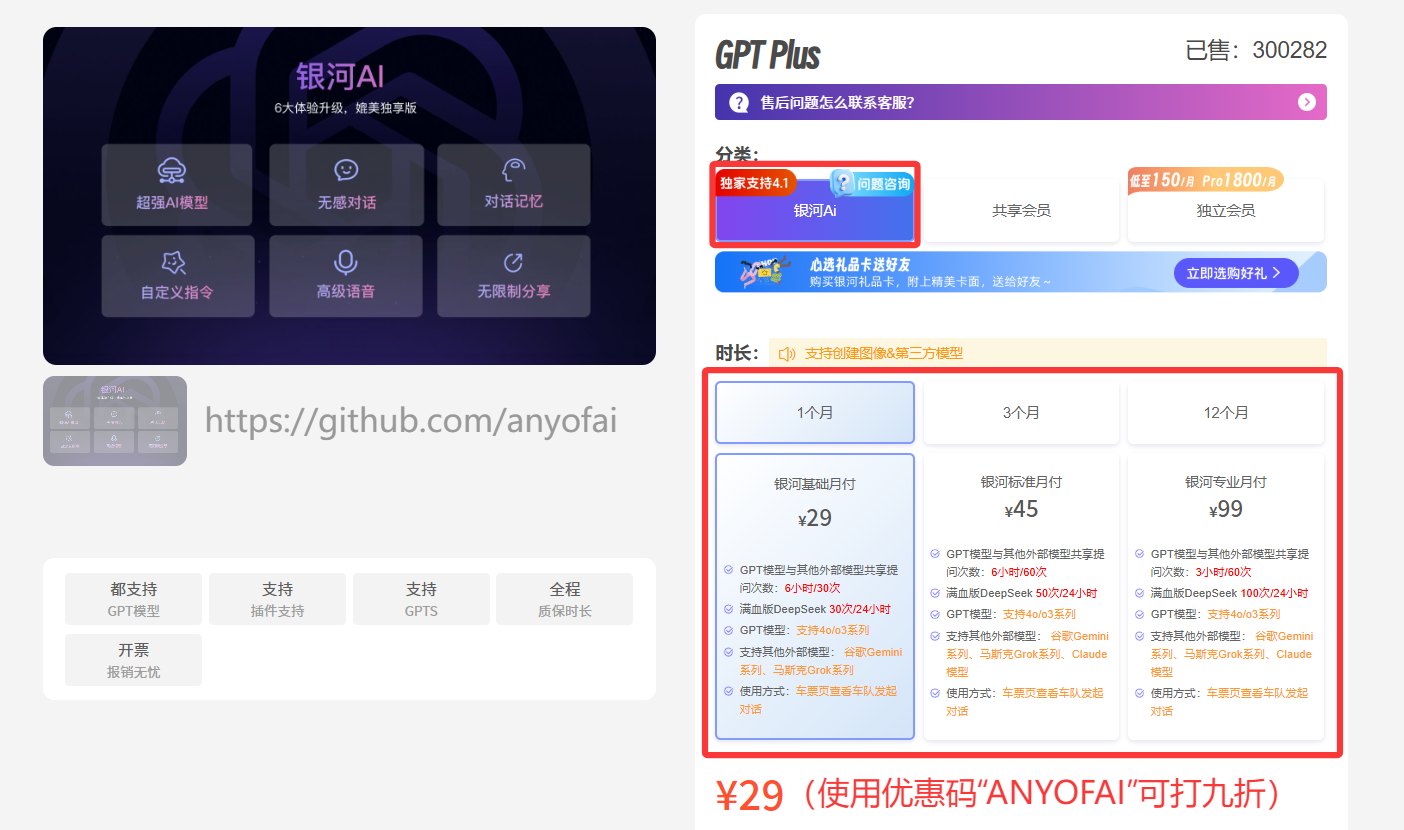 银河AI
6大体验升级，媲美独享版
超强AI模型
无感对话
对话记忆
自定义指令
高级语音
无限制分享
https://github.com/anyofai
都支持
GPT模型
支持
插件支持
支持
GPTS
全程
质保时长
开票
报销无忧
GPT Plus
已售：300282
售后问题怎么联系客服?
分类：
独家支持4.1
问题咨询
银河Ai
共享会员
低至150/月 Pro1800/月
独立会员
心选礼品卡送好友
购买银河礼品卡，附上精美卡面，送给好友~
立即选购好礼
时长：
支持创建图像&第三方模型
1个月
3个月
12个月
银河基础月付
¥29
GPT模型与其他外部模型共享提
问次数：6小时/30次
满血版DeepSeek 30次/24小时
GPT模型：支持4o/o3系列
支持其他外部模型： 谷歌Gemini
系列、马斯克Grok系列
使用方式：车票页查看车队发起
对话
银河标准月付
¥45
GPT模型与其他外部模型共享提
问次数：6小时/60次
满血版DeepSeek 50次/24小时
GPT模型：支持4o/o3系列
支持其他外部模型： 谷歌Gemini
系列、马斯克Grok系列、Claude
模型
使用方式：车票页查看车队发起
对话
银河专业月付
¥99
GPT模型与其他外部模型共享提
问次数：3小时/60次
满血版DeepSeek 100次/24小时
GPT模型：支持4o/o3系列
支持其他外部模型： 谷歌Gemini
系列、马斯克Grok系列、Claude
模型
使用方式：车票页查看车队发起
对话
¥29（使用优惠码“ANYOFAI”可打九折）